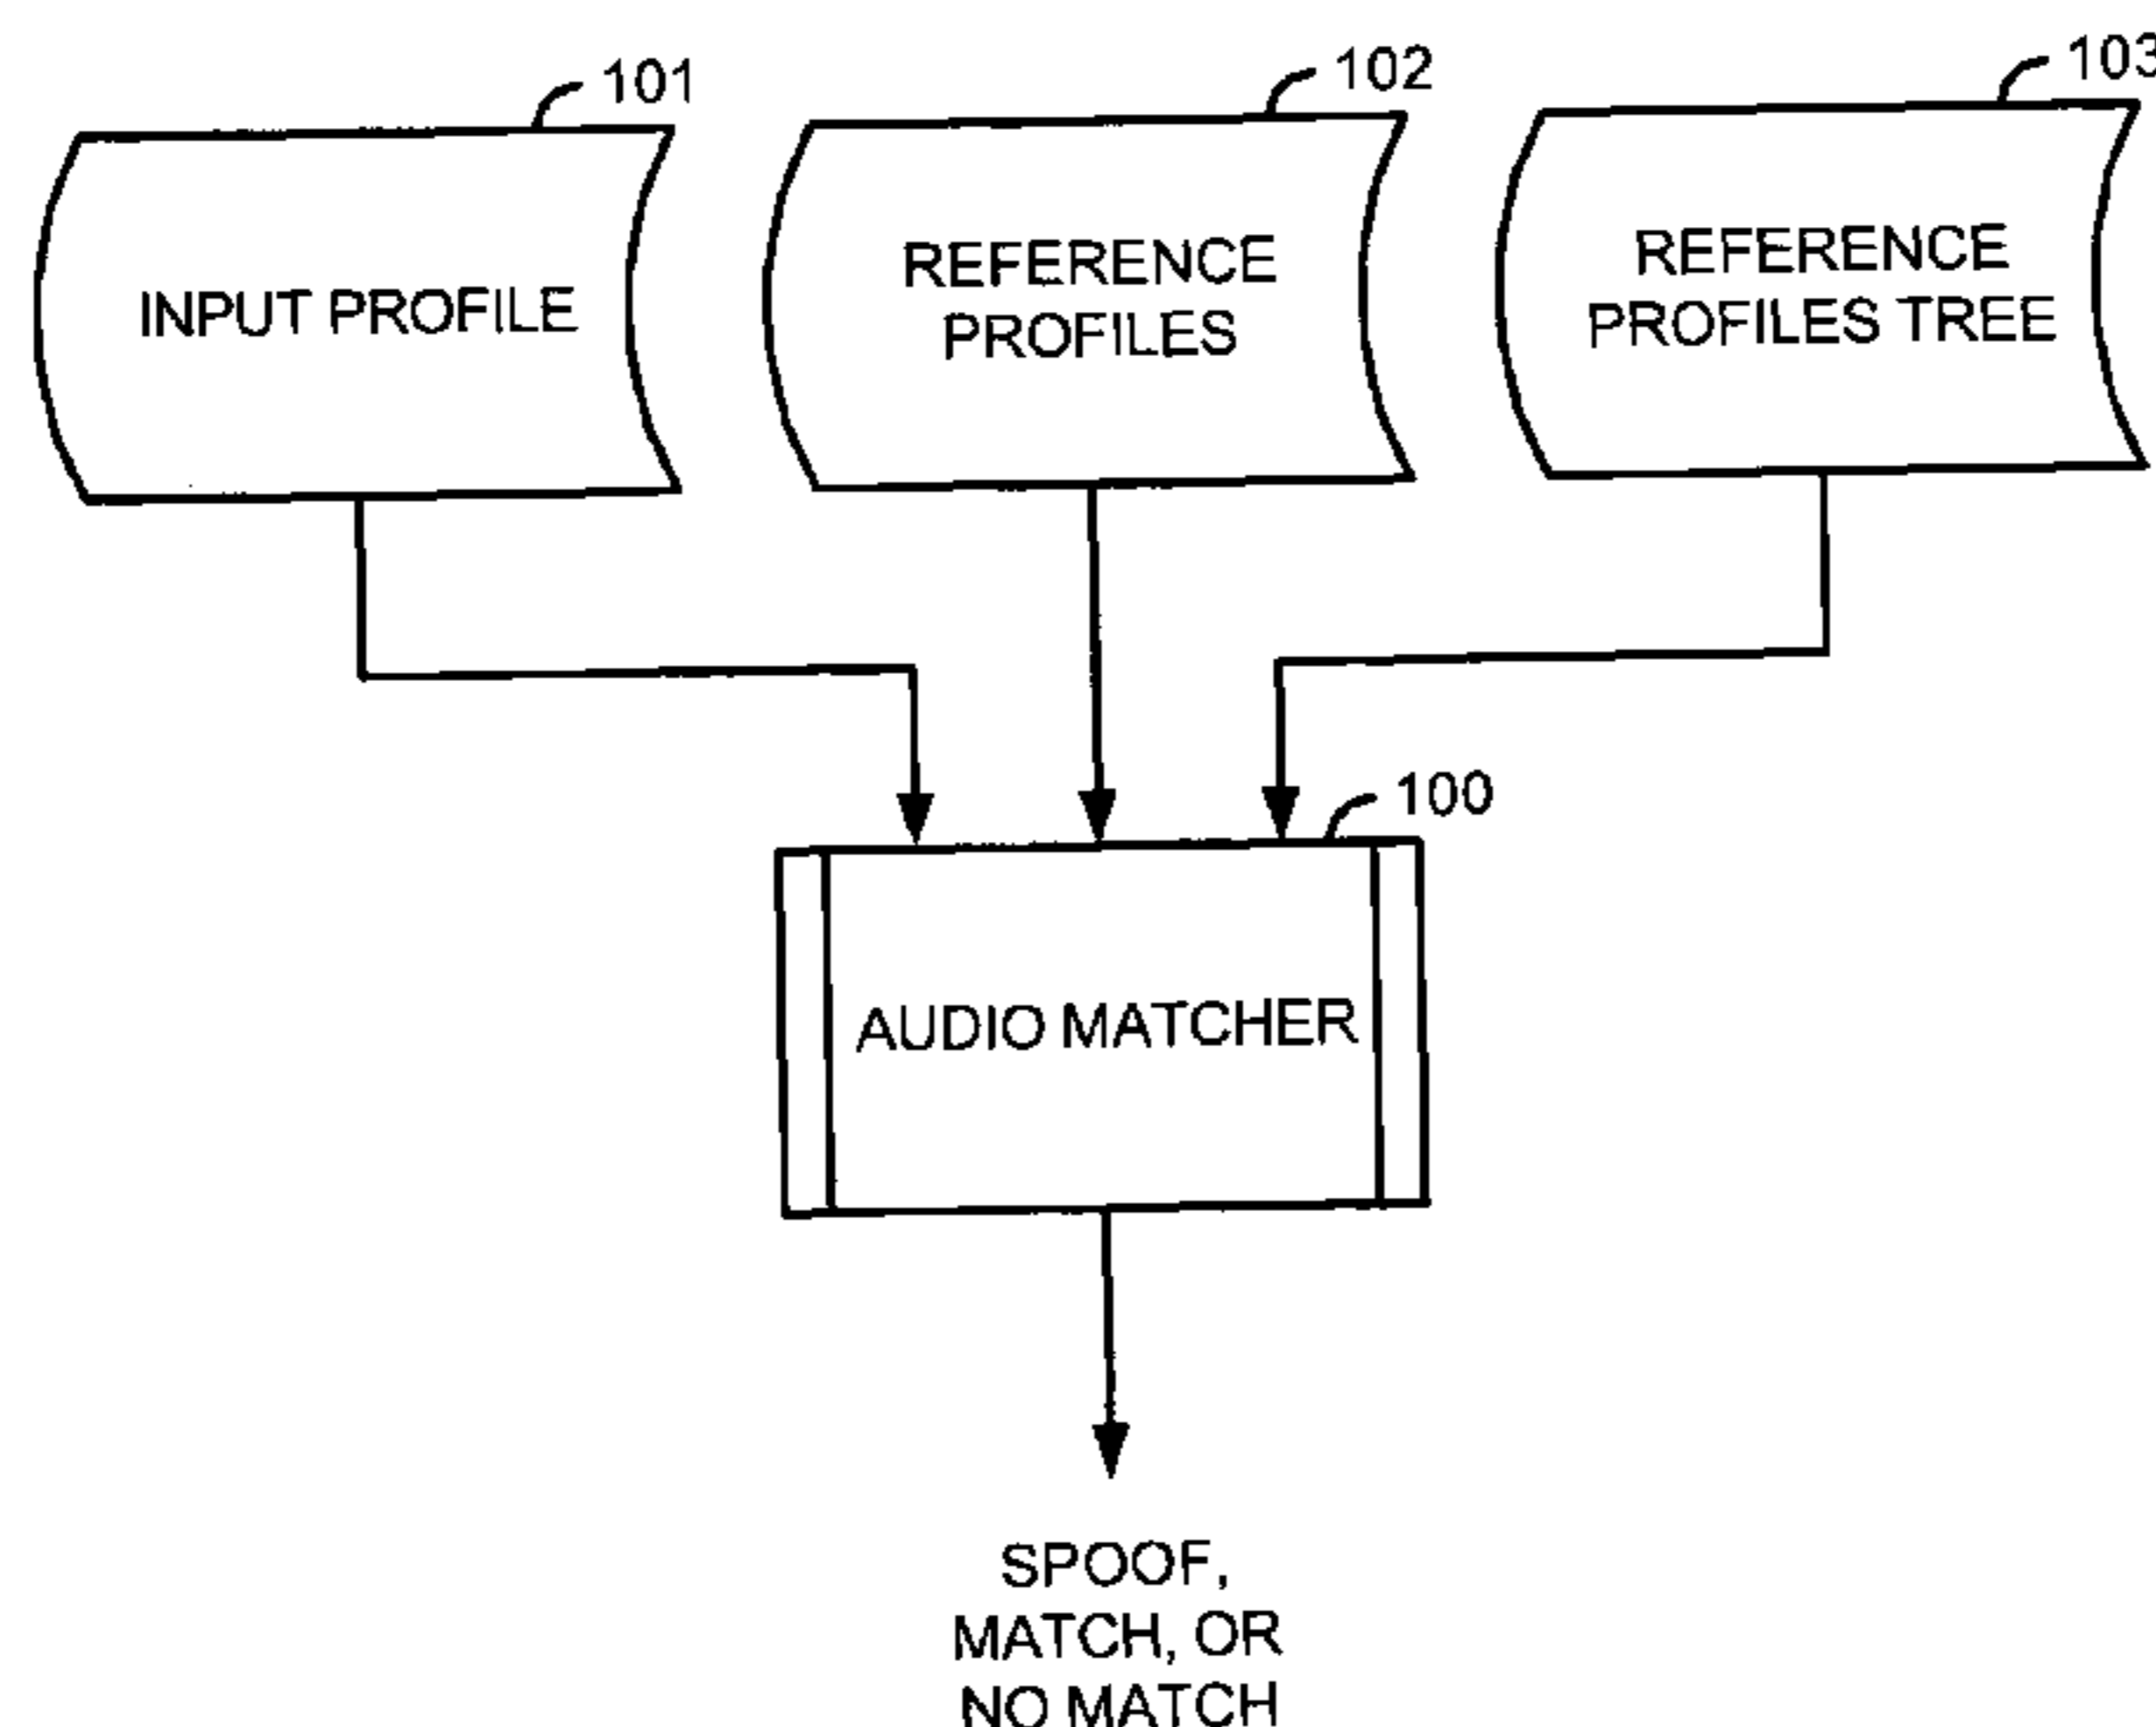 101
102
103
INPUT PROFILE
REFERENCE
PROFILES
REFERENCE
PROFILES TREE
100
AUDIO MATCHER
SPOOF,
MATCH, OR
NO MATCH